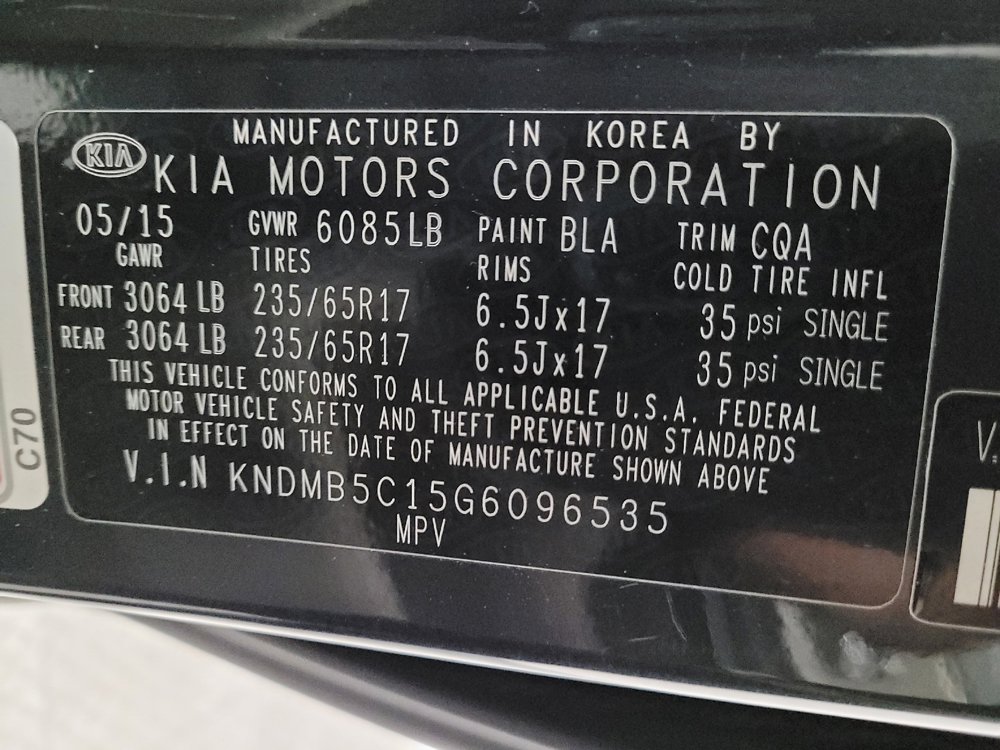 MANUFACTURED IN KOREA BY
KIA
KIA MOTORS CORPORATION
05/15 GVWR 6085LB PAINT BLA TRIM CQA
GAWR TIRES RIMS COLD TIRE INFL
FRONT 3064 LB 235/65R17 6.5Jx17 35 psi SINGLE
REAR 3064 LB 235/65R17 6.5Jx17 35 psi SINGLE
THIS VEHICLE CONFORMS TO ALL APPLICABLE U.S.A. FEDERAL
MOTOR VEHICLE SAFETY AND THEFT PREVENTION STANDARDS
IN EFFECT ON THE DATE OF MANUFACTURE SHOWN ABOVE
V.I.N KNDMB5C15G6096535
MPV
C70
V.